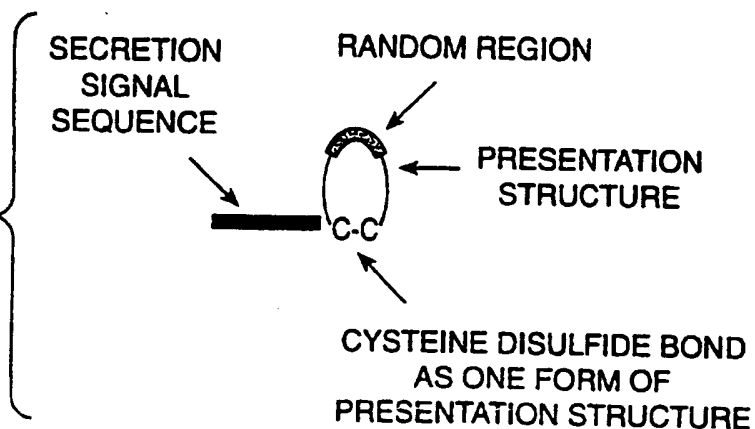 SECRETION
SIGNAL
SEQUENCE
RANDOM REGION
PRESENTATION
STRUCTURE
C-C
CYSTEINE DISULFIDE BOND
AS ONE FORM OF
PRESENTATION STRUCTURE